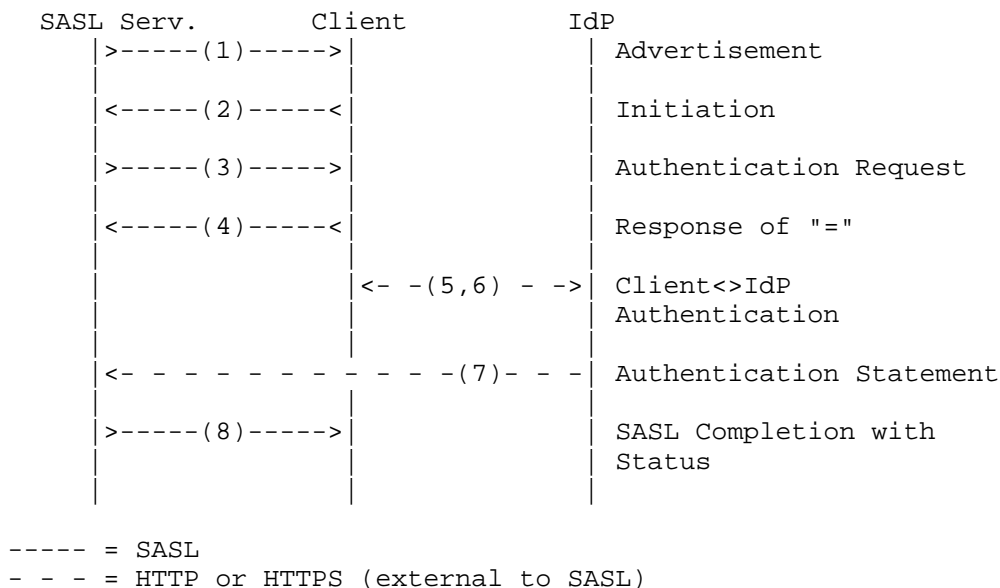 SASL Serv.       Client          IdP
    |>-----(1)----->|               | Advertisement
    |               |               |
    |<-----(2)-----<|               | Initiation
    |               |               |
    |>-----(3)----->|               | Authentication Request
    |               |               |
    |<-----(4)-----<|               | Response of "="
    |               |               |
    |               |<- -(5,6) - -->| Client<>IdP
    |               |               | Authentication
    |               |               |
    |<- - - - - - - - - - -(7)- - - | Authentication Statement
    |               |               |
    |>-----(8)----->|               | SASL Completion with
    |               |               | Status
    |               |               |
----- = SASL
- - - = HTTP or HTTPS (external to SASL)